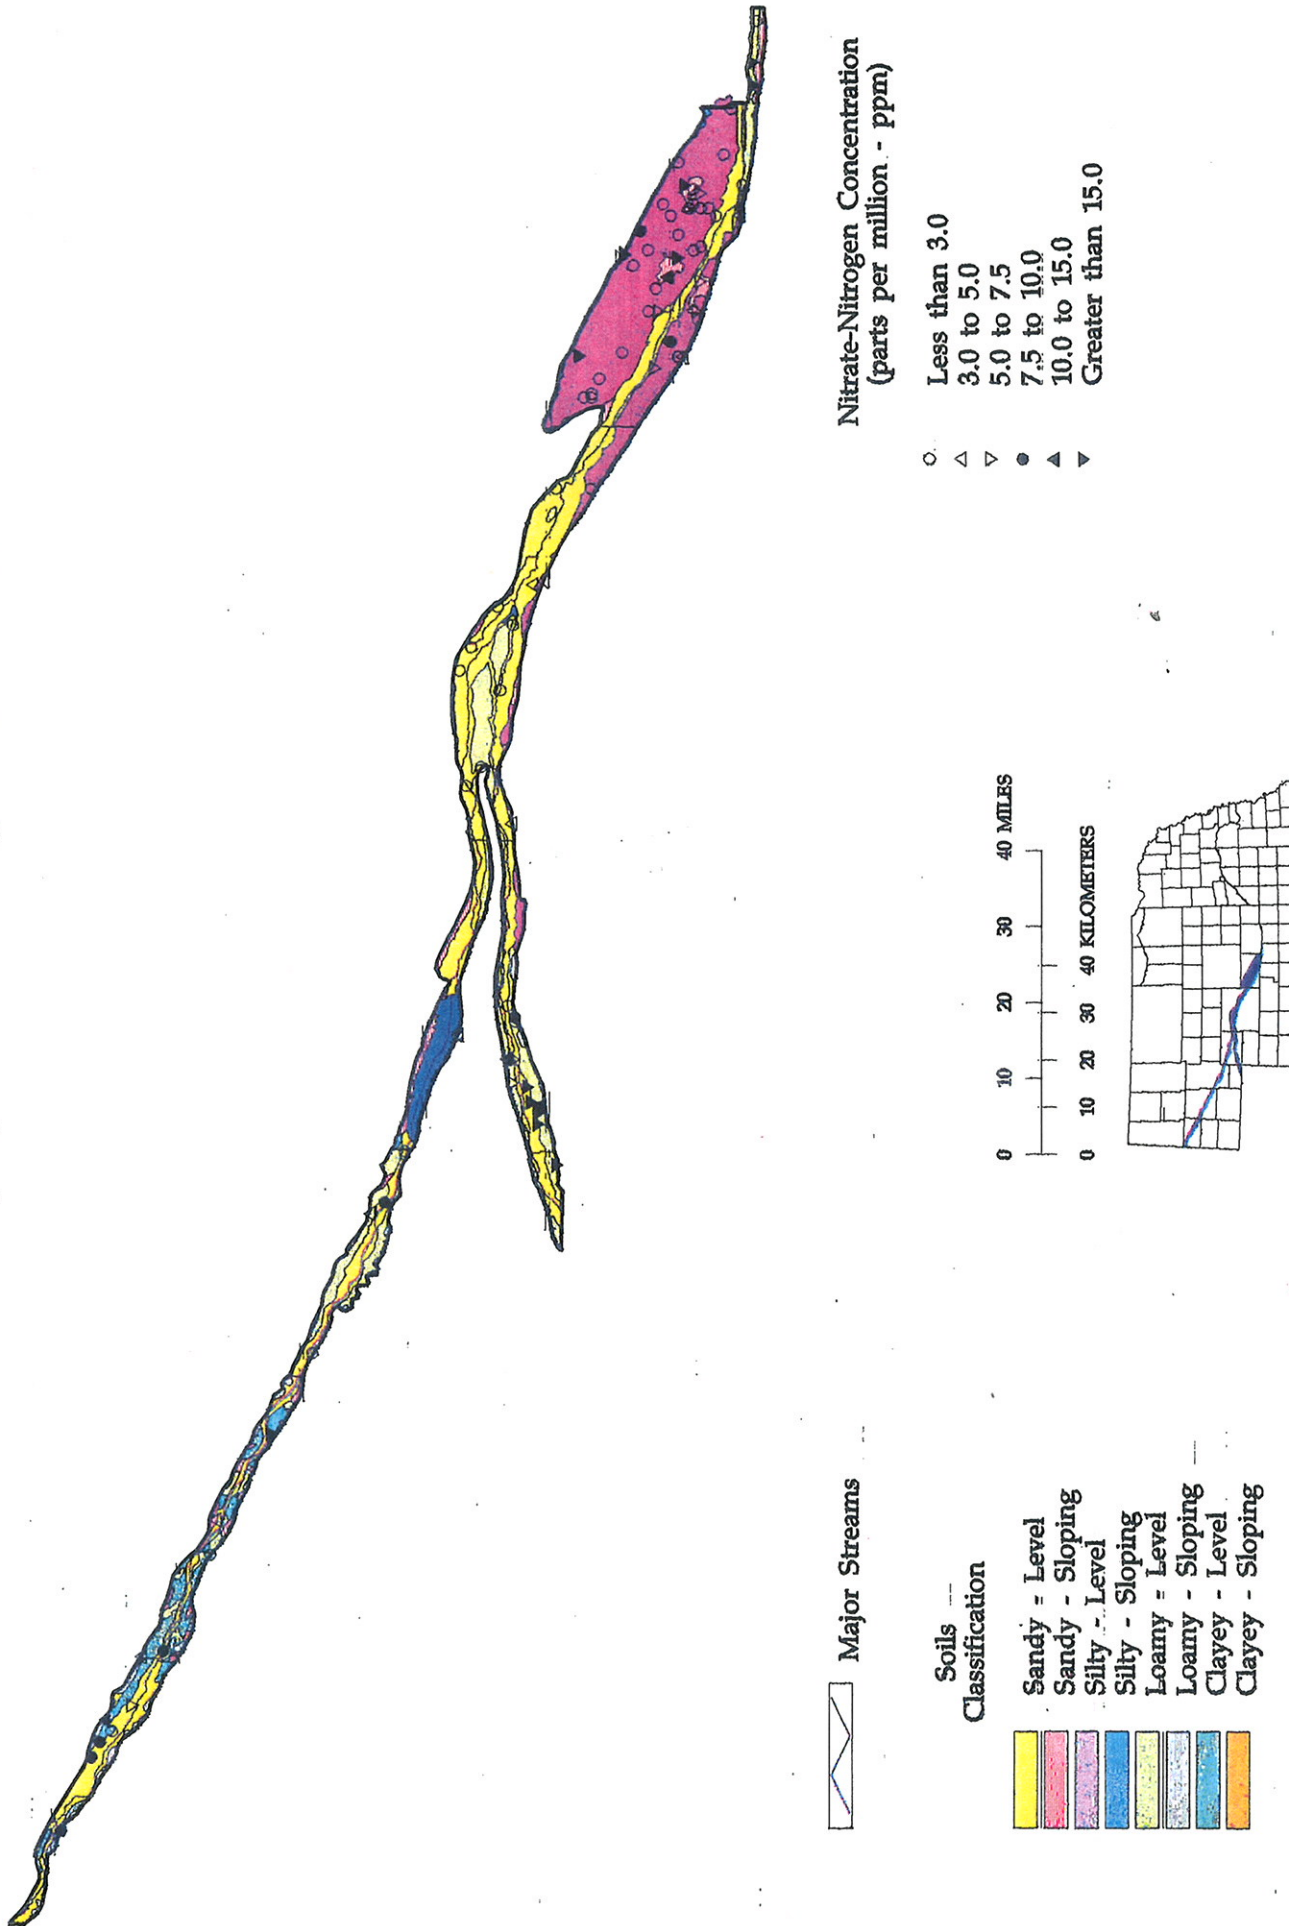 Nitrate-Nitrogen Concentration
(parts per million - ppm)
Less than 3.0
3.0 to 5.0
5.0 to 7.5
7.5 to 10.0
10.0 to 15.0
Greater than 15.0
Major Streams
Soils
Classification
Sandy - Level
Sandy - Sloping
Silty - Level
Silty - Sloping
Loamy - Level
Loamy - Sloping
Clayey - Level
Clayey - Sloping
0 10 20 30 40 MILES
0 10 20 30 40 KILOMETERS